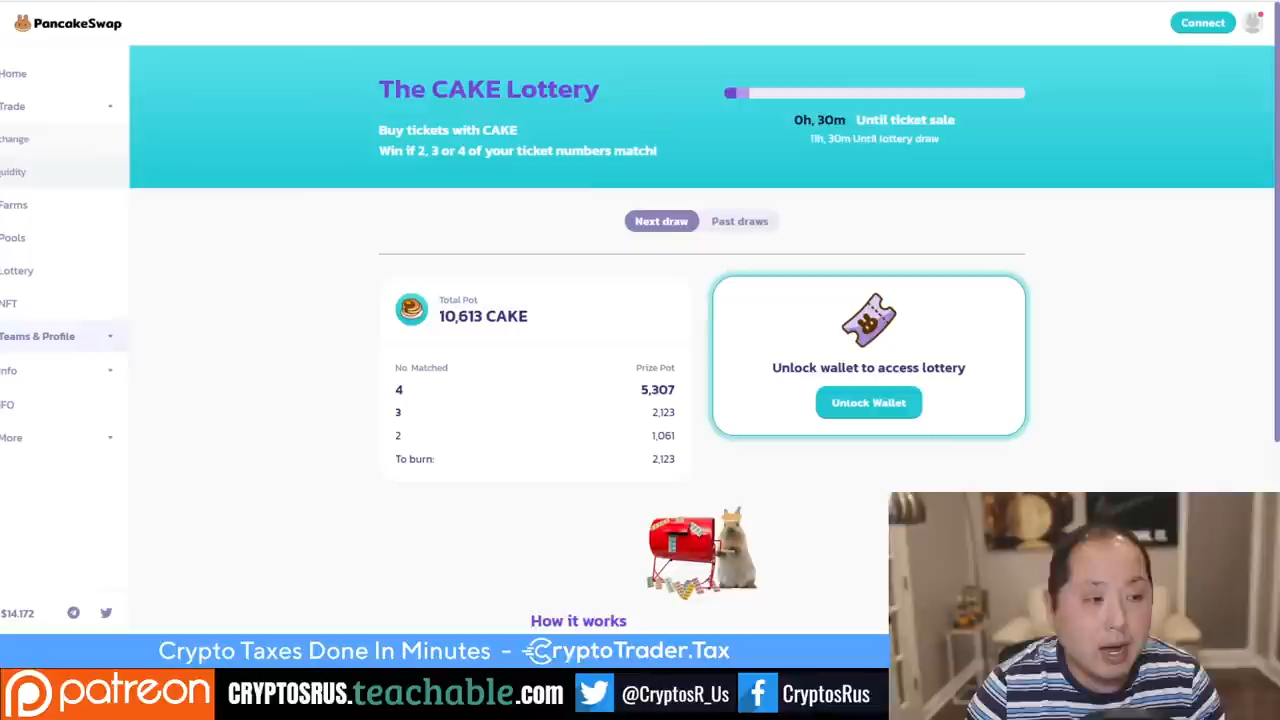 PancakeSwap
Connect
Home
Trade
change
quidity
Farms
Pools
Lottery
NFT
Teams & Profile
nfo
FO
More
$14.172
The CAKE Lottery
Buy tickets with CAKE
Win if 2, 3 or 4 of your ticket numbers match!
0h, 30m Until ticket sale
11h, 30m Until lottery draw
Next draw Past draws
Total Pot
10,613 CAKE
No. Matched Prize Pot
4 5,307
3 2,123
2 1,061
To burn: 2,123
Unlock wallet to access lottery
Unlock Wallet
How it works
Crypto Taxes Done In Minutes - CryptoTrader.Tax
patreon CRYPTOSRUS.teachable.com @CryptosR_Us CryptosRus